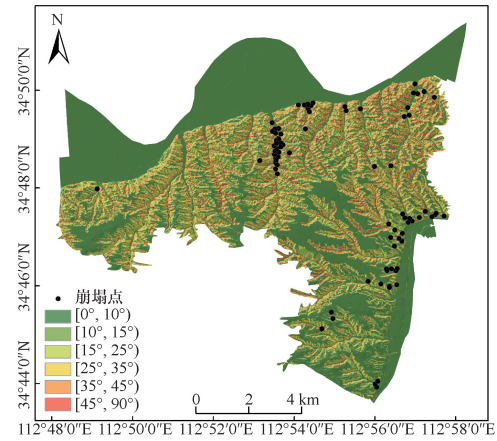 N
34°50′0″N
34°48′0″N
34°46′0″N
34°44′0″N
崩塌点
[0°, 10°)
[10°, 15°)
[15°, 25°)
[25°, 35°)
[35°, 45°)
[45°, 90°)
0 2 4 km
112°48′0″E 112°50′0″E 112°52′0″E 112°54′0″E 112°56′0″E 112°58′0″E